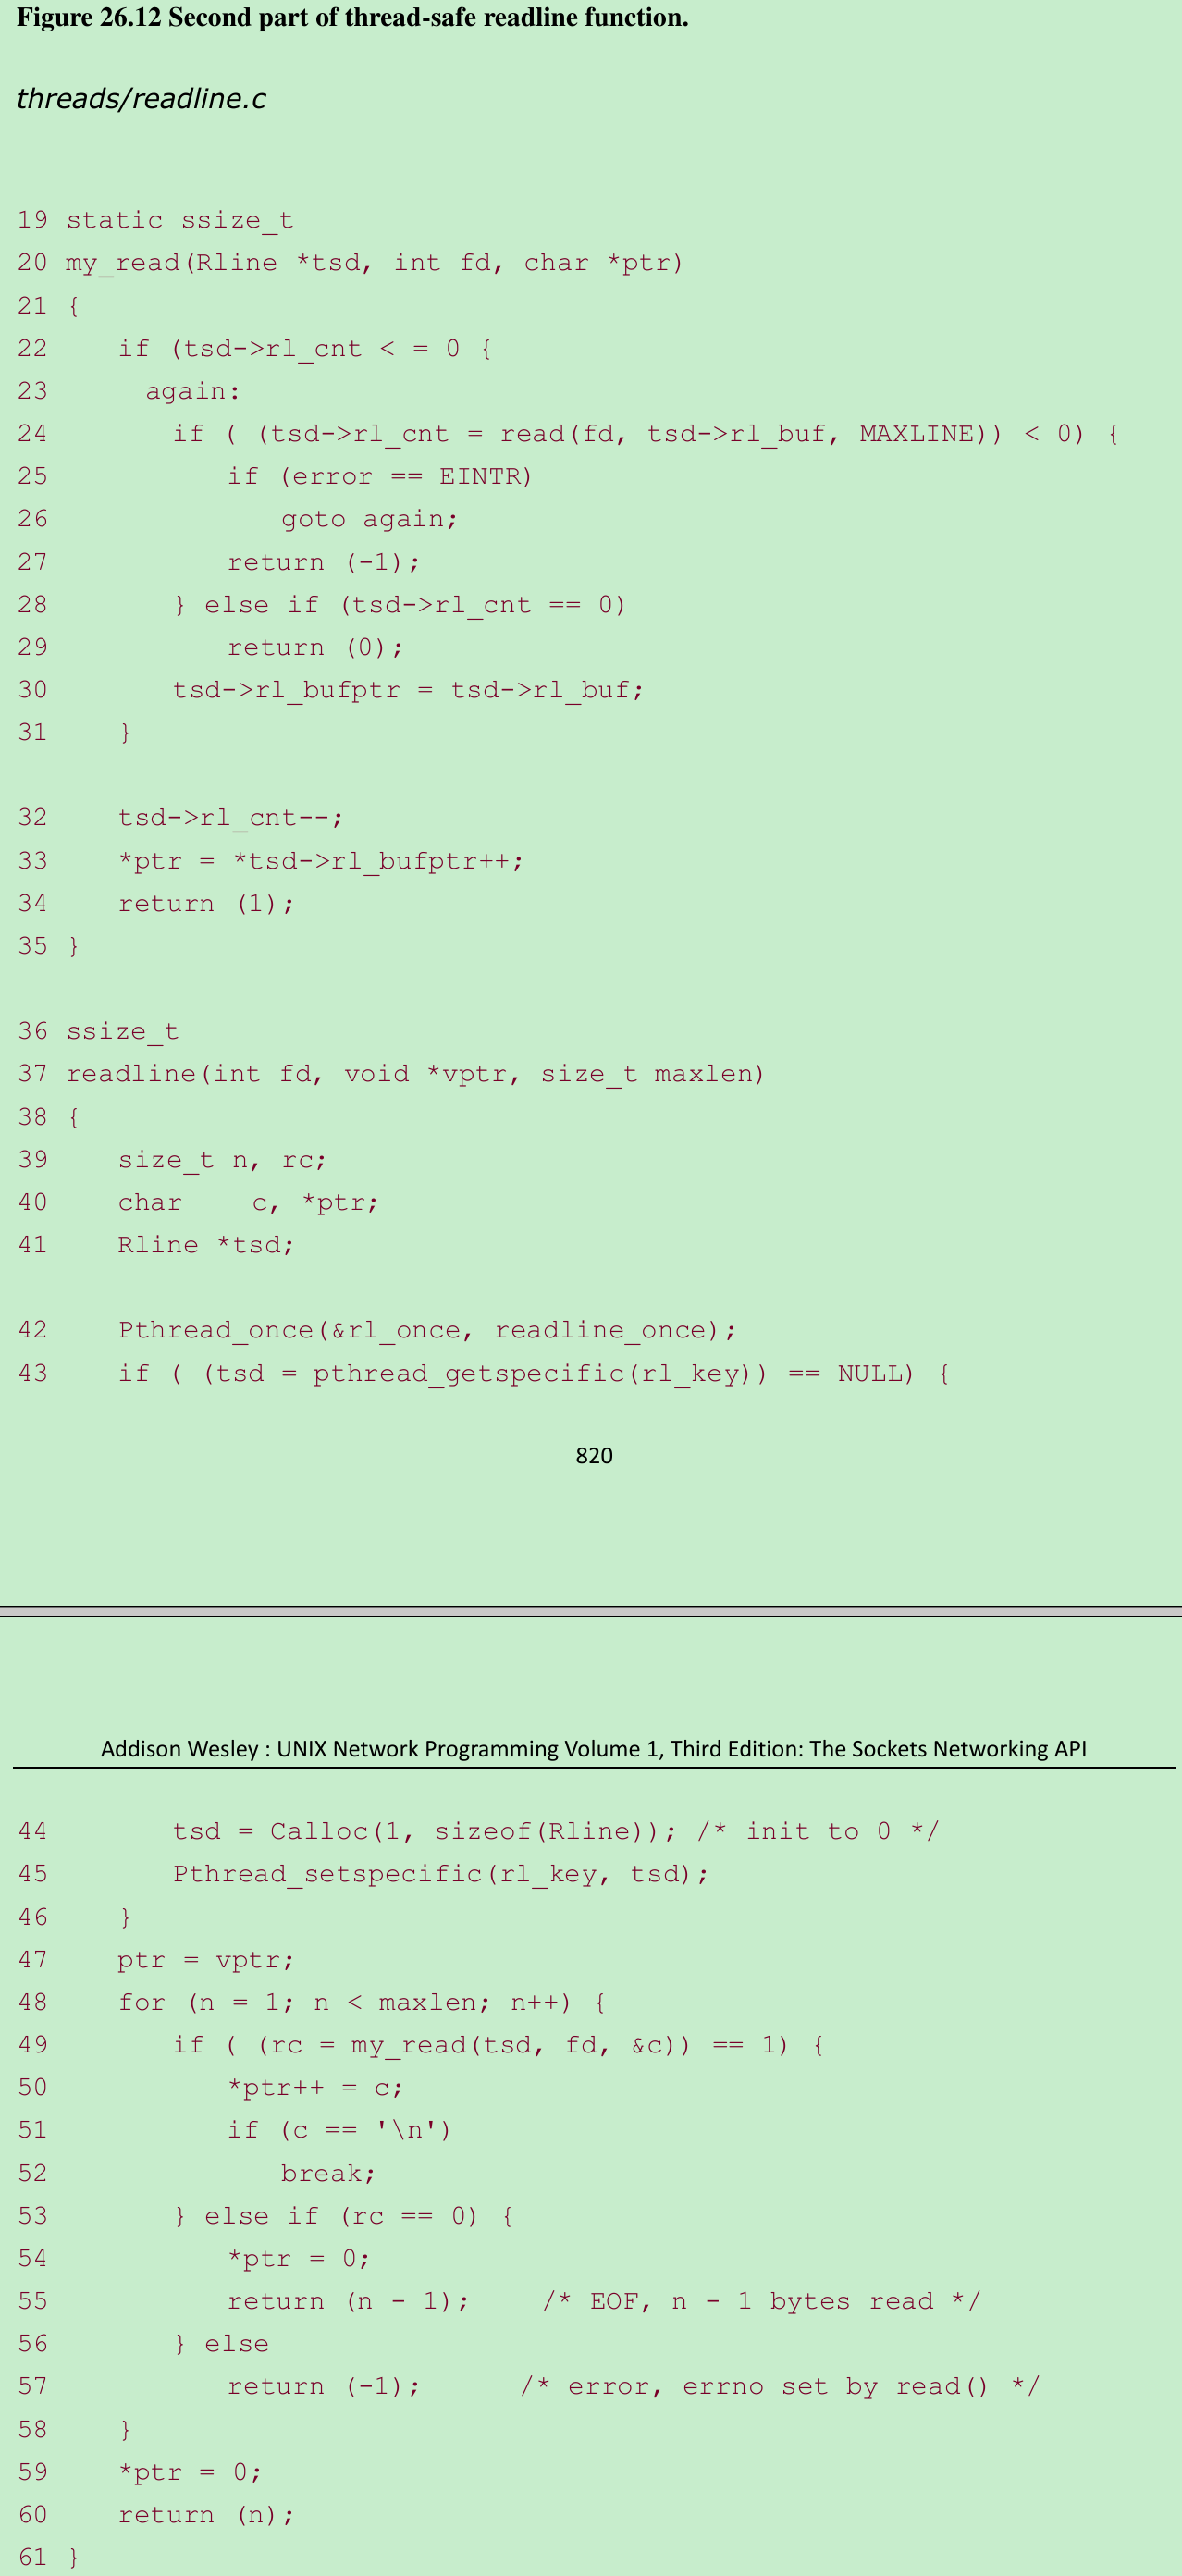 Figure 26.12 Second part of thread-safe readline function.
threads/readline.c
19 static ssize_t
20 my_read(Rline *tsd, int fd, char *ptr)
21 {
22    if (tsd->rl_cnt < = 0 {
23      again:
24        if ( (tsd->rl_cnt = read(fd, tsd->rl_buf, MAXLINE)) < 0) {
25            if (error == EINTR)
26                goto again;
27            return (-1);
28        } else if (tsd->rl_cnt == 0)
29            return (0);
30        tsd->rl_bufptr = tsd->rl_buf;
31    }
32    tsd->rl_cnt--;
33    *ptr = *tsd->rl_bufptr++;
34    return (1);
35 }
36 ssize_t
37 readline(int fd, void *vptr, size_t maxlen)
38 {
39    size_t n, rc;
40    char    c, *ptr;
41    Rline *tsd;
42    Pthread_once(&rl_once, readline_once);
43    if ( (tsd = pthread_getspecific(rl_key)) == NULL) {
820
Addison Wesley : UNIX Network Programming Volume 1, Third Edition: The Sockets Networking API
44        tsd = Calloc(1, sizeof(Rline)); /* init to 0 */
45        Pthread_setspecific(rl_key, tsd);
46    }
47    ptr = vptr;
48    for (n = 1; n < maxlen; n++) {
49        if ( (rc = my_read(tsd, fd, &c)) == 1) {
50            *ptr++ = c;
51            if (c == '\n')
52                break;
53        } else if (rc == 0) {
54            *ptr = 0;
55            return (n - 1);    /* EOF, n - 1 bytes read */
56        } else
57            return (-1);      /* error, errno set by read() */
58    }
59    *ptr = 0;
60    return (n);
61 }